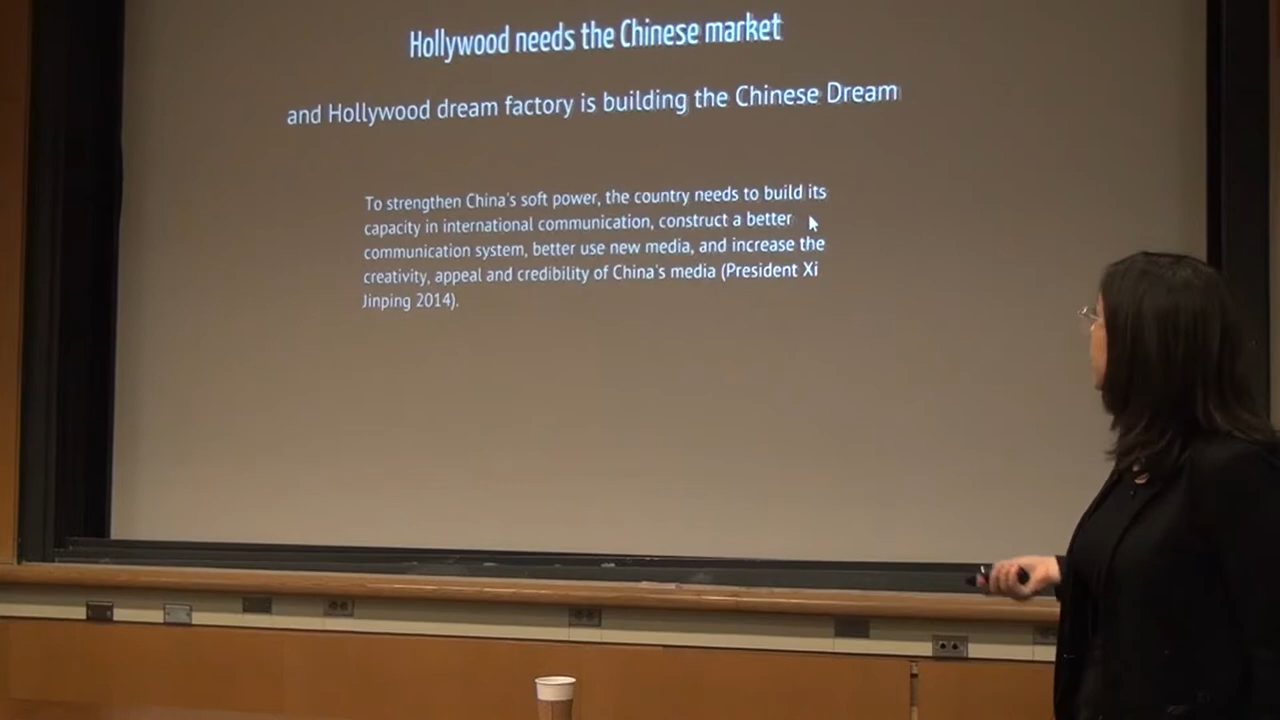 Hollywood needs the Chinese market
and Hollywood dream factory is building the Chinese Dream
To strengthen China's soft power, the country needs to build its
capacity in international communication, construct a better
communication system, better use new media, and increase the
creativity, appeal and credibility of China's media (President Xi
Jinping 2014).